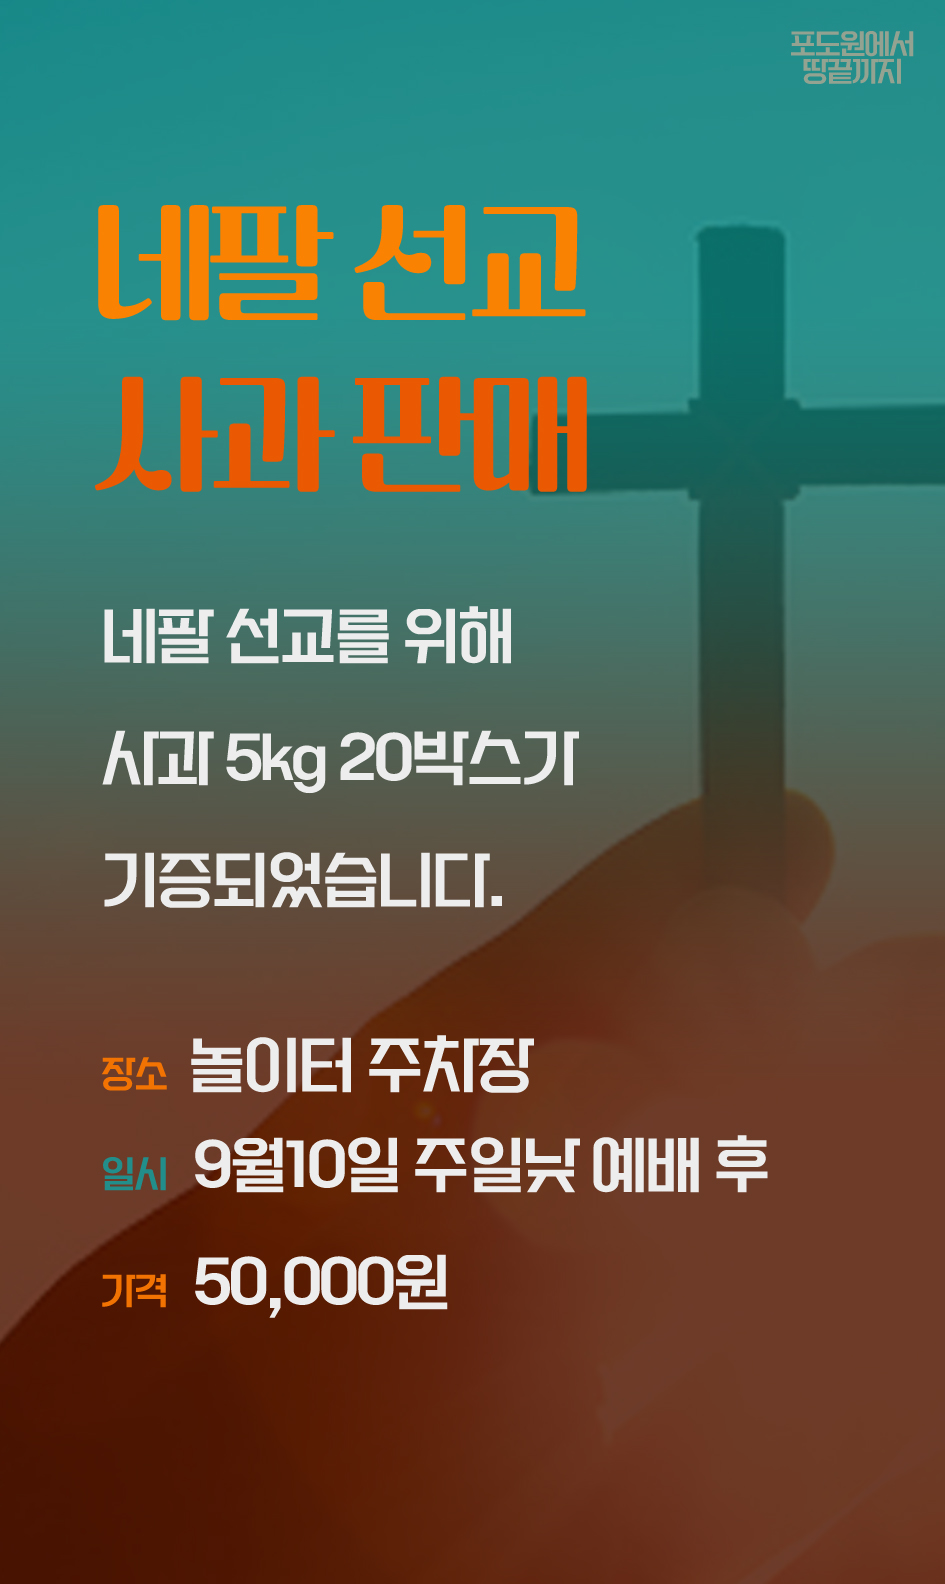 포도원에서
땅끝까지
네팔 선교
사과 판매
네팔 선교를 위해
사과 5kg 20박스가
기증되었습니다.
장소 놀이터 주차장
일시 9월10일 주일낮 예배 후
가격 50,000원